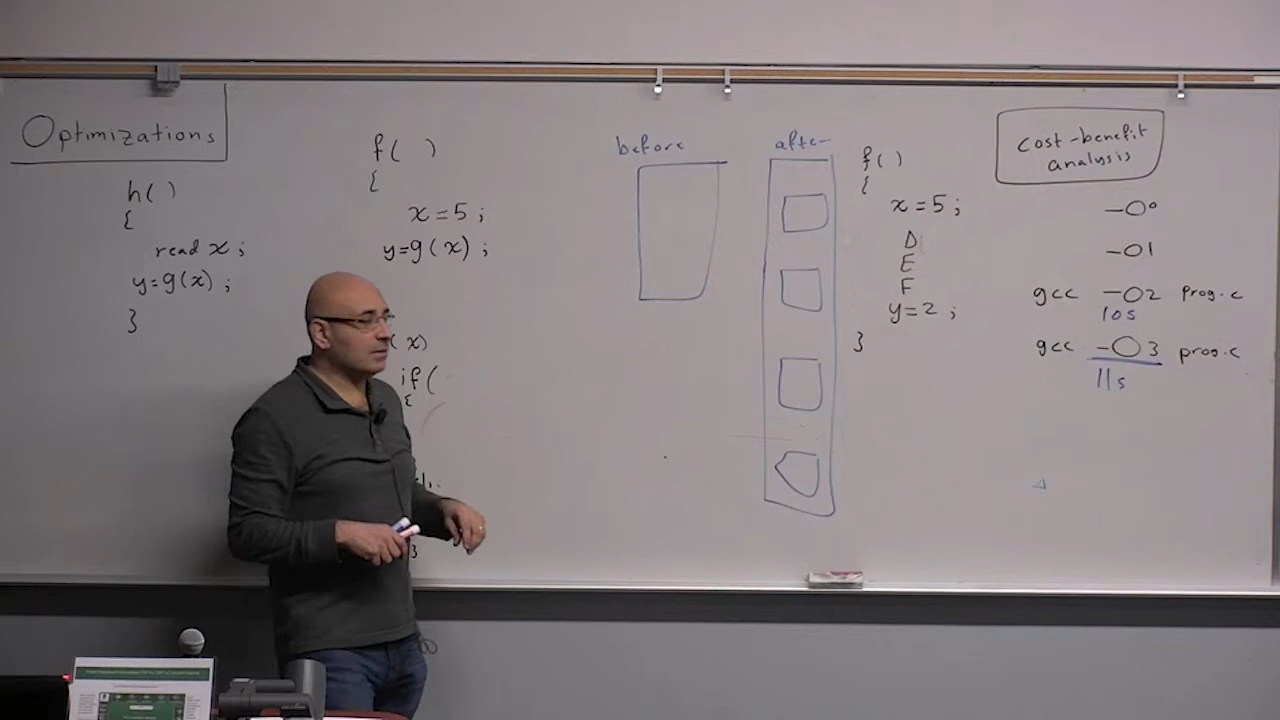 Optimizations
h( )
{
read x ;
y=g(x) ;
}
f( )
{
x=5 ;
y=g(x) ;
(x)
if(
{
before
after
f( )
{
x=5 ;
D
E
F
y=2 ;
}
cost-benefit
analysis
-O0
-O1
gcc -O2 prog.c
10s
gcc -O3 prog.c
11s